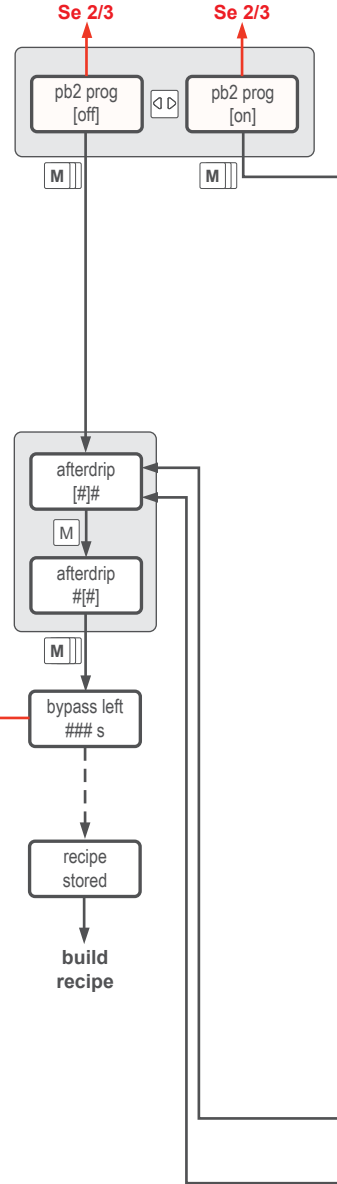 Se 2/3
Se 2/3
pb2 prog
[off]
pb2 prog
[on]
M
M
afterdrip
[#]#
M
afterdrip
#[#]
M
bypass left
### s
recipe
stored
build
recipe